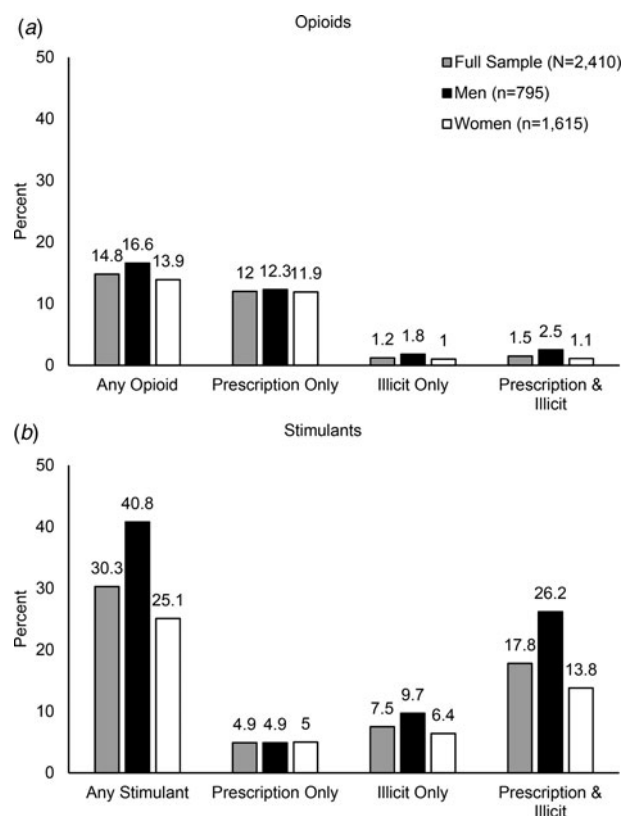 (a)
Opioids
50
40
30
20
10
0
Percent
Full Sample (N=2,410)
Men (n=795)
Women (n=1,615)
14.8 16.6 13.9
12 12.3 11.9
1.2 1.8 1
1.5 2.5 1.1
Any Opioid
Prescription Only
Illicit Only
Prescription &
Illicit
(b)
Stimulants
50
40
30
20
10
0
Percent
30.3 40.8 25.1
4.9 4.9 5
7.5 9.7 6.4
17.8 26.2 13.8
Any Stimulant
Prescription Only
Illicit Only
Prescription &
Illicit